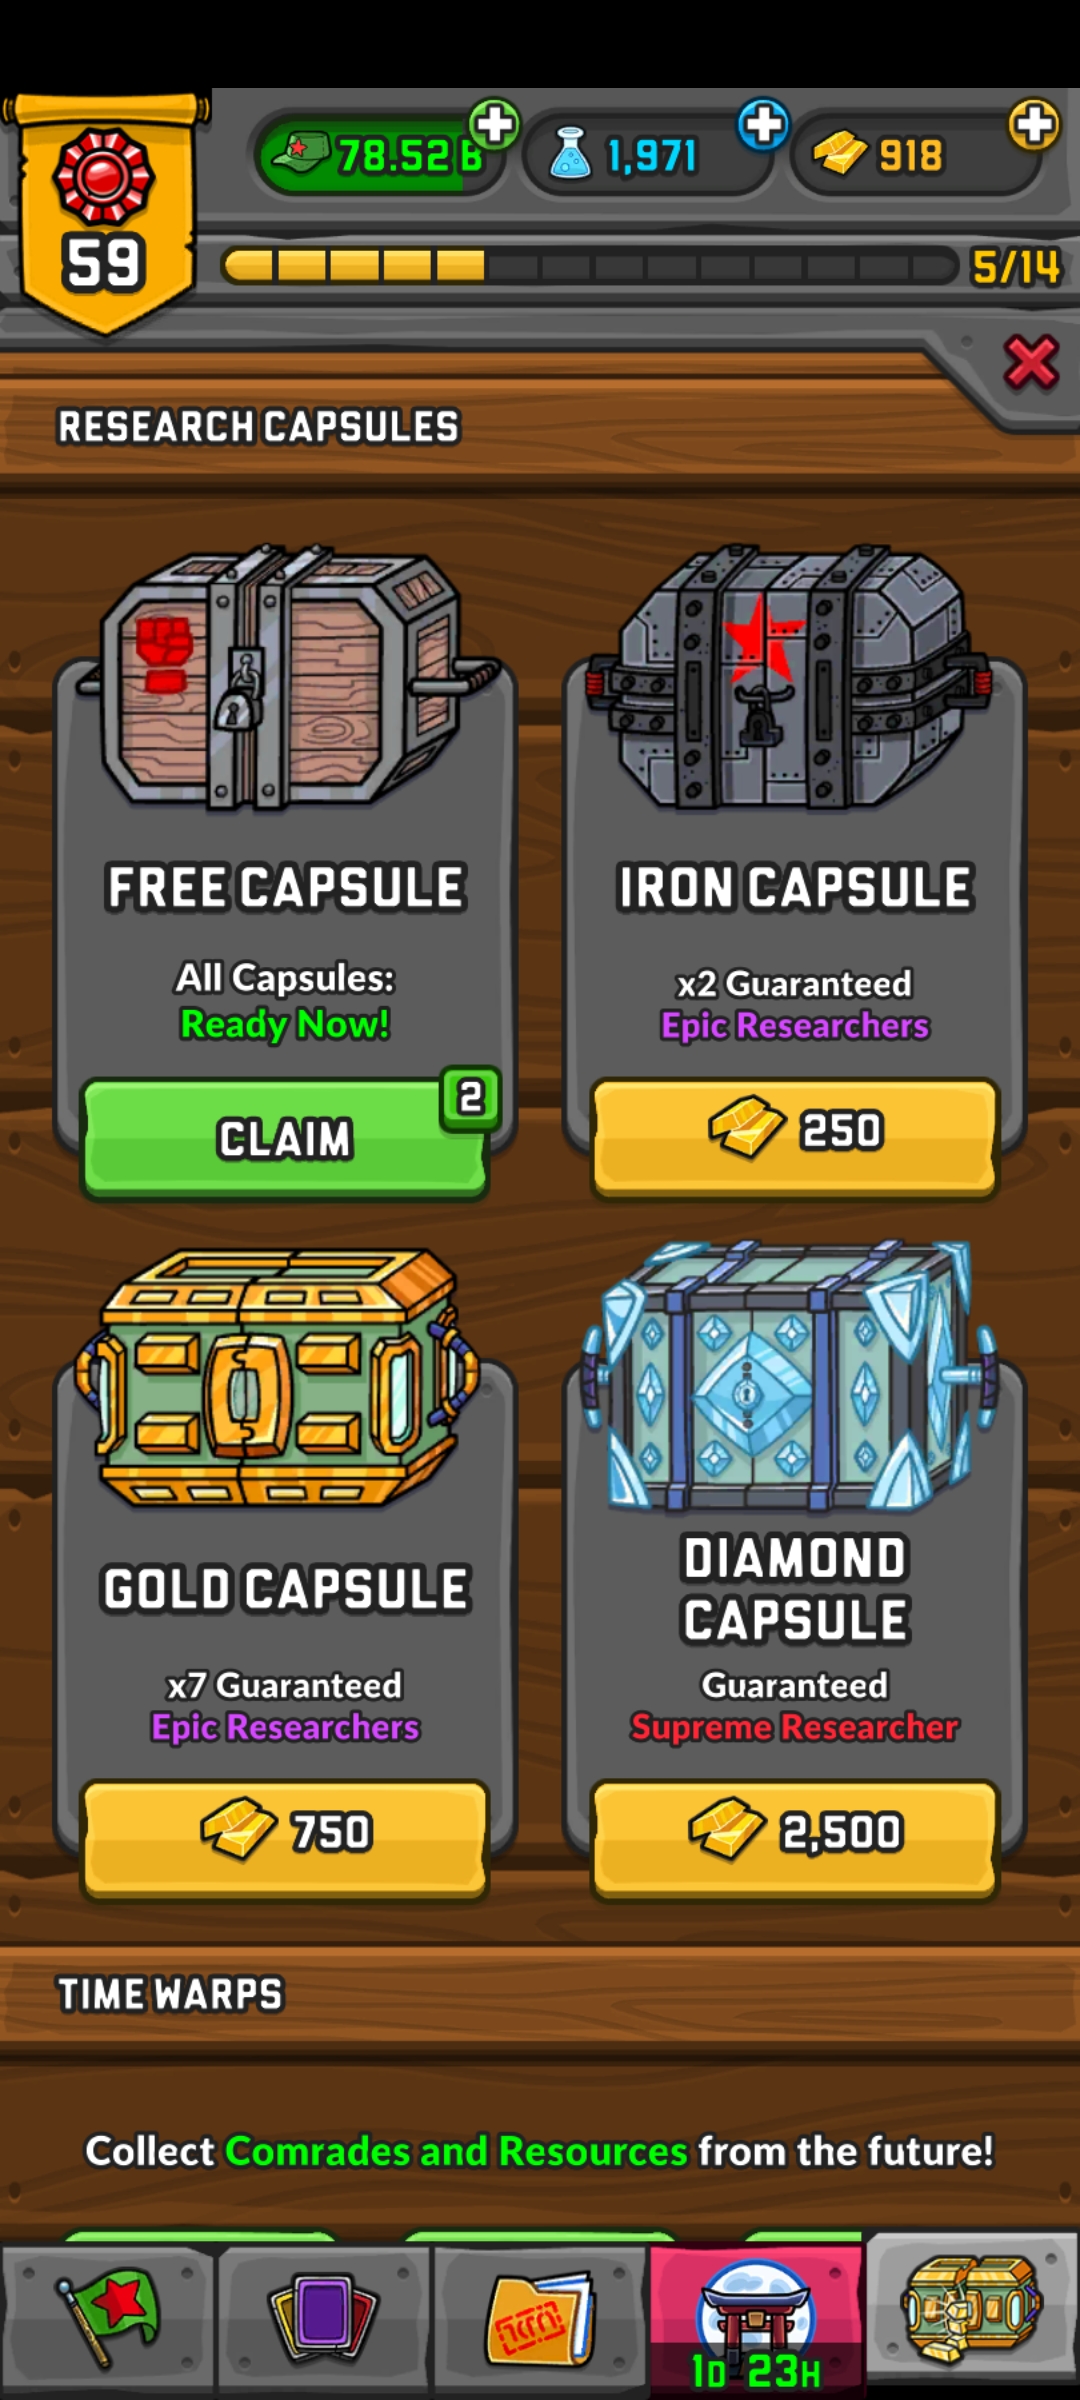 78.52 B
1,971
918
59
5/14
RESEARCH CAPSULES
FREE CAPSULE
All Capsules:
Ready Now!
CLAIM
2
IRON CAPSULE
x2 Guaranteed
Epic Researchers
250
GOLD CAPSULE
x7 Guaranteed
Epic Researchers
750
DIAMOND
CAPSULE
Guaranteed
Supreme Researcher
2,500
TIME WARPS
Collect Comrades and Resources from the future!
1D 23H